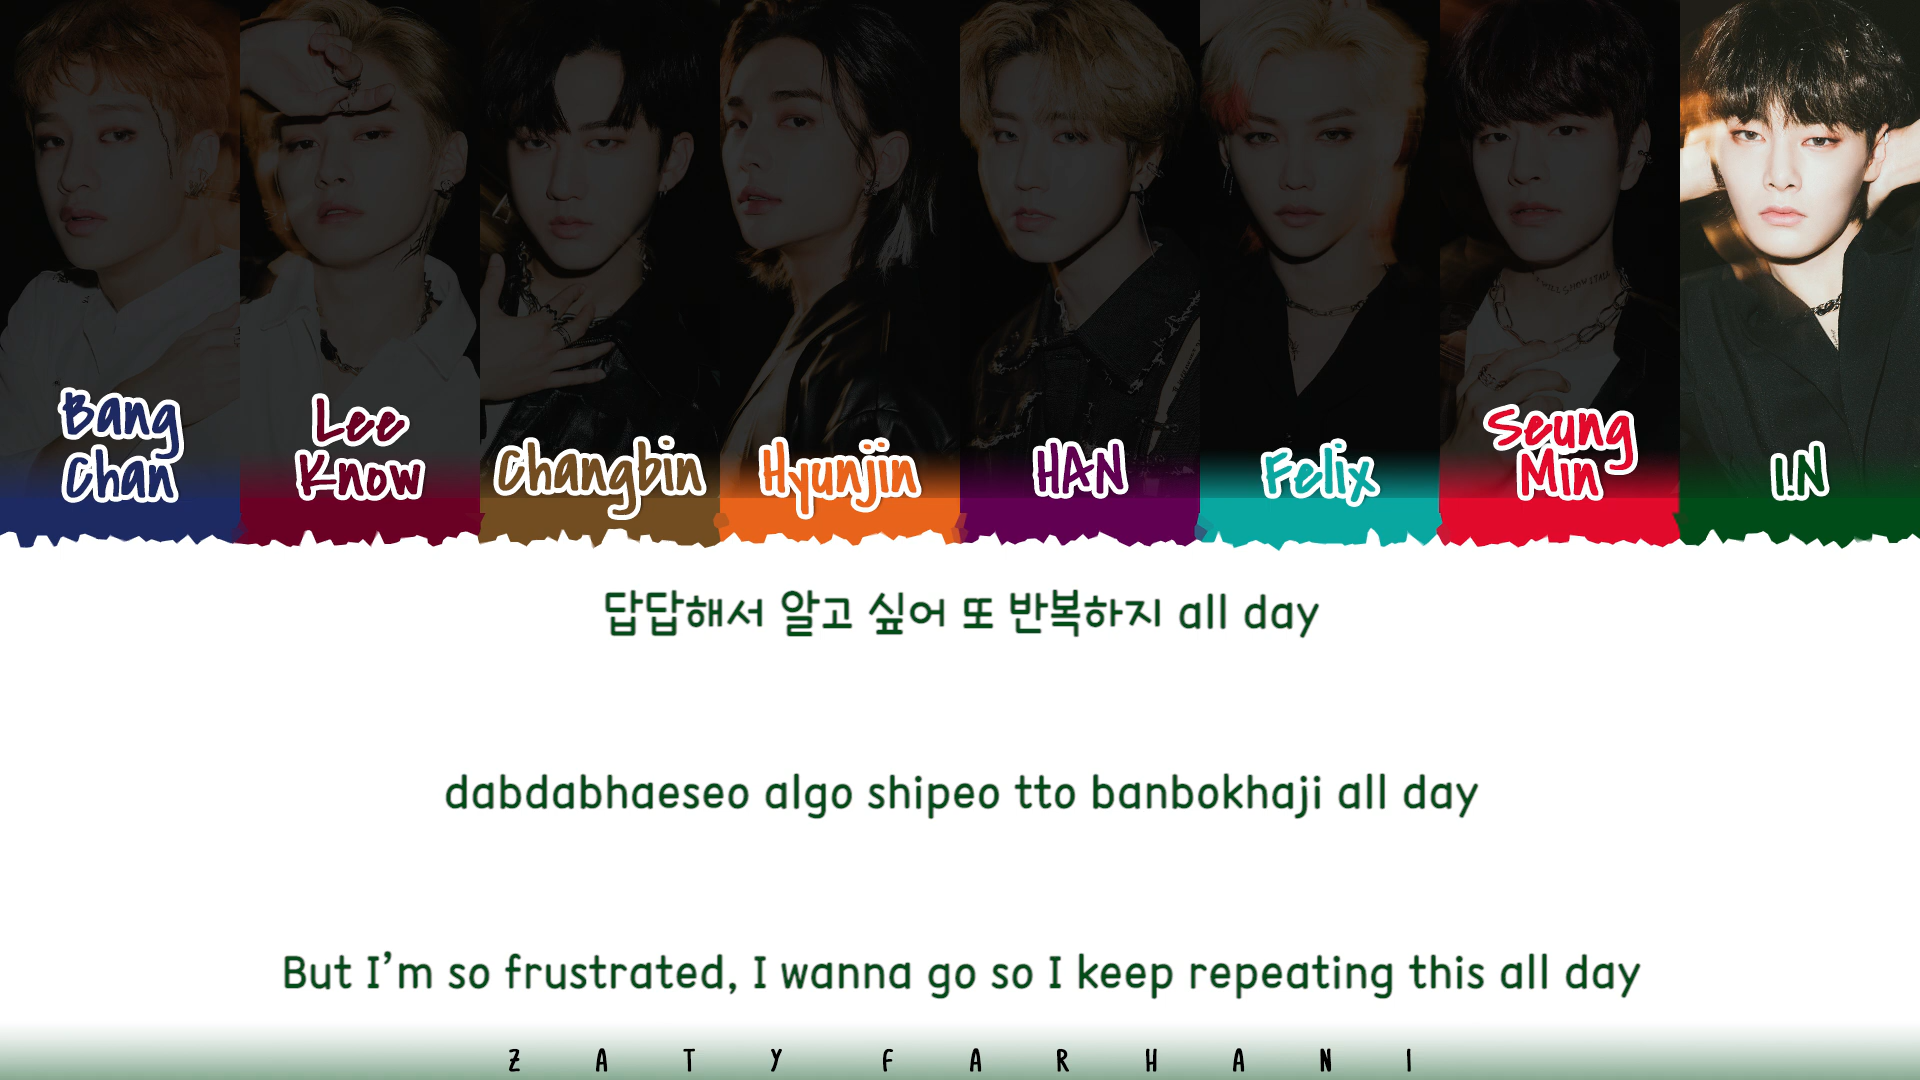 Bang
Chan
Lee
Know
Changbin
Hyunjin
HAN
Felix
Seung
Min
I.N
답답해서 알고 싶어 또 반복하지 all day
dabdabhaeseo algo shipeo tto banbokhaji all day
But I’m so frustrated, I wanna go so I keep repeating this all day
ZATY FARHANI